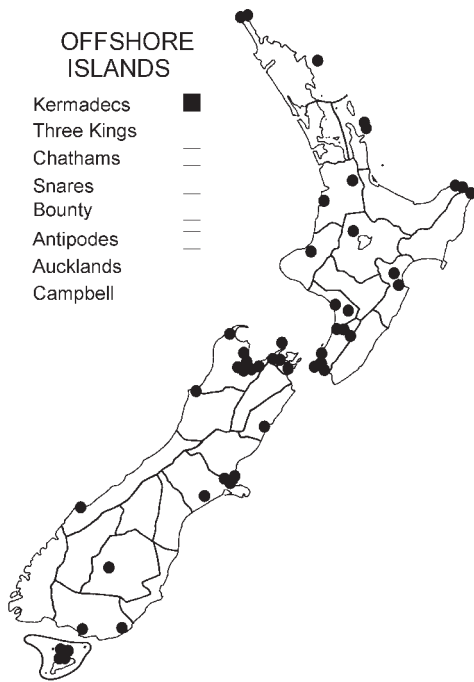 OFFSHORE
ISLANDS
Kermadecs
Three Kings
Chathams
Snares
Bounty
Antipodes
Aucklands
Campbell